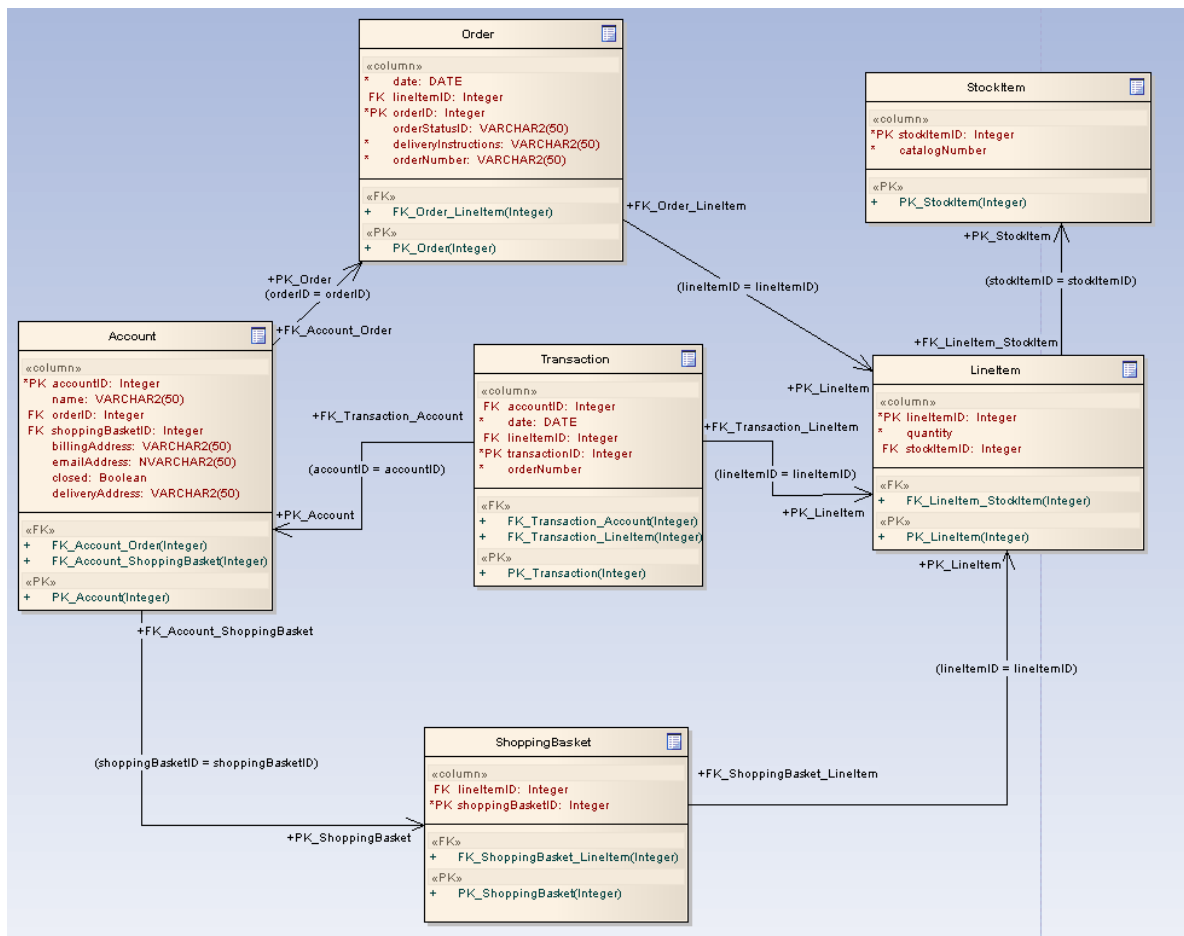 Order
«column»
* date: DATE
FK lineItemID: Integer
*PK orderID: Integer
orderStatusID: VARCHAR2(50)
* deliveryInstructions: VARCHAR2(50)
* orderNumber: VARCHAR2(50)
«FK»
+ FK_Order_LineItem(Integer)
«PK»
+ PK_Order(Integer)
StockItem
«column»
*PK stockItemID: Integer
* catalogNumber
«PK»
+ PK_StockItem(Integer)
+FK_Order_LineItem
+PK_StockItem
+PK_Order
(orderID = orderID)
(lineItemID = lineItemID)
(stockItemID = stockItemID)
+FK_Account_Order
+FK_LineItem_StockItem
Account
«column»
*PK accountID: Integer
name: VARCHAR2(50)
FK orderID: Integer
FK shoppingBasketID: Integer
billingAddress: VARCHAR2(50)
emailAddress: NVARCHAR2(50)
closed: Boolean
deliveryAddress: VARCHAR2(50)
«FK»
+ FK_Account_Order(Integer)
+ FK_Account_ShoppingBasket(Integer)
«PK»
+ PK_Account(Integer)
+FK_Transaction_Account
(accountID = accountID)
+PK_Account
Transaction
«column»
FK accountID: Integer
* date: DATE
FK lineItemID: Integer
*PK transactionID: Integer
* orderNumber
«FK»
+ FK_Transaction_Account(Integer)
+ FK_Transaction_LineItem(Integer)
«PK»
+ PK_Transaction(Integer)
+PK_LineItem
+FK_Transaction_LineItem
(lineItemID = lineItemID)
+PK_LineItem
LineItem
«column»
*PK lineItemID: Integer
* quantity
FK stockItemID: Integer
«FK»
+ FK_LineItem_StockItem(Integer)
«PK»
+ PK_LineItem(Integer)
+PK_LineItem
+FK_Account_ShoppingBasket
(lineItemID = lineItemID)
(shoppingBasketID = shoppingBasketID)
+PK_ShoppingBasket
ShoppingBasket
«column»
FK lineItemID: Integer
*PK shoppingBasketID: Integer
«FK»
+ FK_ShoppingBasket_LineItem(Integer)
«PK»
+ PK_ShoppingBasket(Integer)
+FK_ShoppingBasket_LineItem